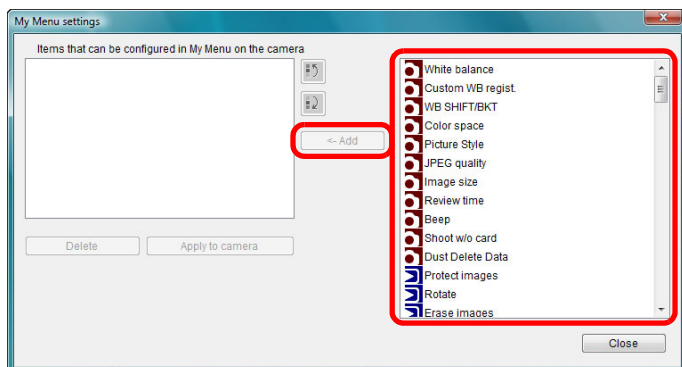 My Menu settings
Items that can be configured in My Menu on the camera
<- Add
Delete
Apply to camera
White balance
Custom WB regist.
WB SHIFT/BKT
Color space
Picture Style
JPEG quality
Image size
Review time
Beep
Shoot w/o card
Dust Delete Data
Protect images
Rotate
Erase images
Close